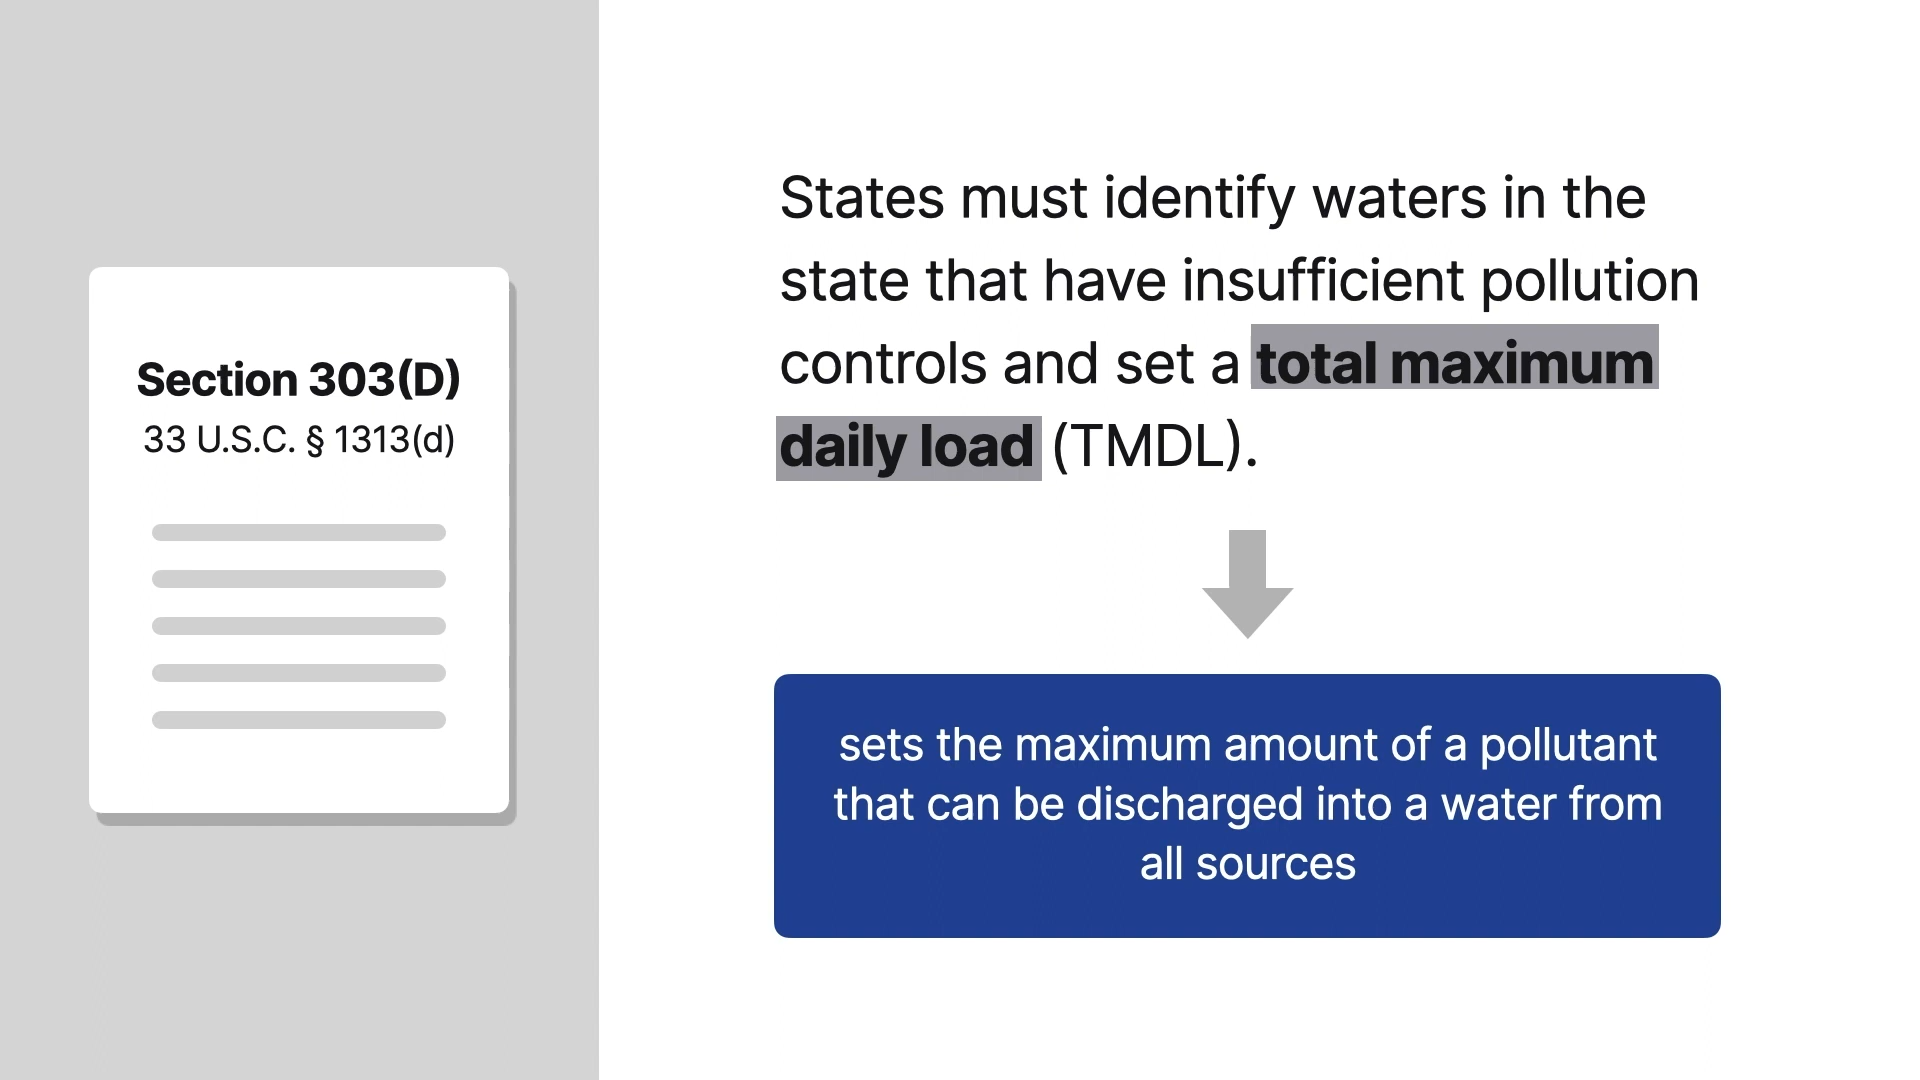 Section 303(D)
33 U.S.C. § 1313(d)
States must identify waters in the
state that have insufficient pollution
controls and set a total maximum
daily load (TMDL).
sets the maximum amount of a pollutant
that can be discharged into a water from
all sources